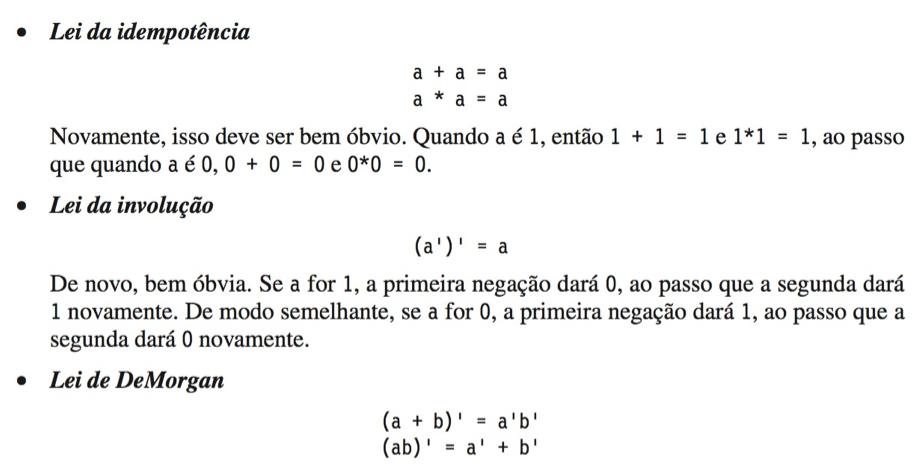 • Lei da idempotência
a + a = a
a * a = a
Novamente, isso deve ser bem óbvio. Quando a é 1, então 1 + 1 = 1 e 1*1 = 1, ao passo
que quando a é 0, 0 + 0 = 0 e 0*0 = 0.
• Lei da involução
(a')' = a
De novo, bem óbvia. Se a for 1, a primeira negação dará 0, ao passo que a segunda dará
1 novamente. De modo semelhante, se a for 0, a primeira negação dará 1, ao passo que a
segunda dará 0 novamente.
• Lei de DeMorgan
(a + b)' = a'b'
(ab)' = a' + b'